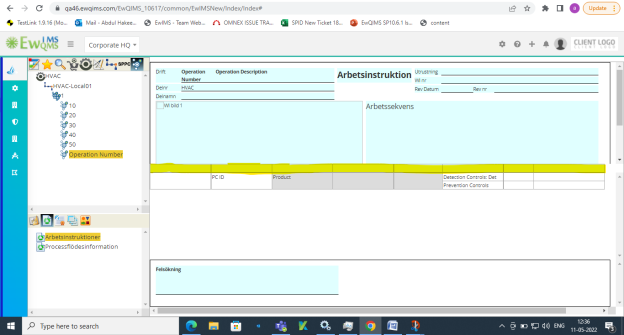 qa46.ewqims.com/EwQIMS_10617/common/EwIMSNew/Index/Index#
Update
TestLink 1.9.16 (Mo...
Mail - Abdul Hakee...
EwIMS - Team Web...
OMNEX ISSUE TRA...
SPID New Ticket 18...
EwQIMS SP10.6.1 Is...
content
EwIMS
QMS
Corporate HQ
CLIENT LOGO
HVAC
HVAC-Local01
1
10
20
30
40
50
Operation Number
SPPC
Arbetsinstruktioner
Processflödesinformation
Drift
Operation Number
Operation Description
Arbetsinstruktion
Utrustning
WI nr
Rev Datum
Rev nr
Delnr
HVAC
Delnamn
WI bild 1
Arbetssekvens
PC ID
Product
Detection Controls: Det
Prevention Controls
Felsökning
Type here to search
ENG
12:36
11-05-2022